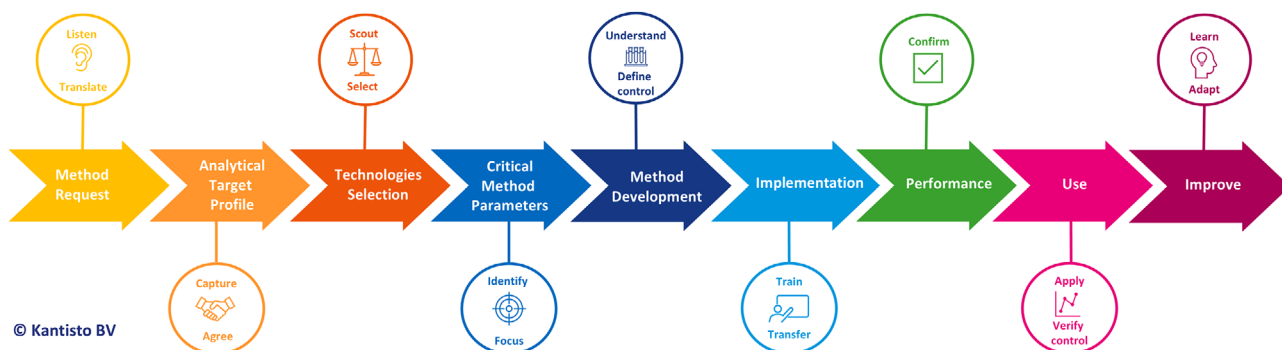 Listen
Translate
Scout
Select
Understand
Define
control
Confirm
Learn
Adapt
Method
Request
Analytical
Target
Profile
Technologies
Selection
Critical
Method
Parameters
Method
Development
Implementation
Performance
Use
Improve
Capture
Agree
Identify
Focus
Train
Transfer
Apply
Verify
control
© Kantisto BV